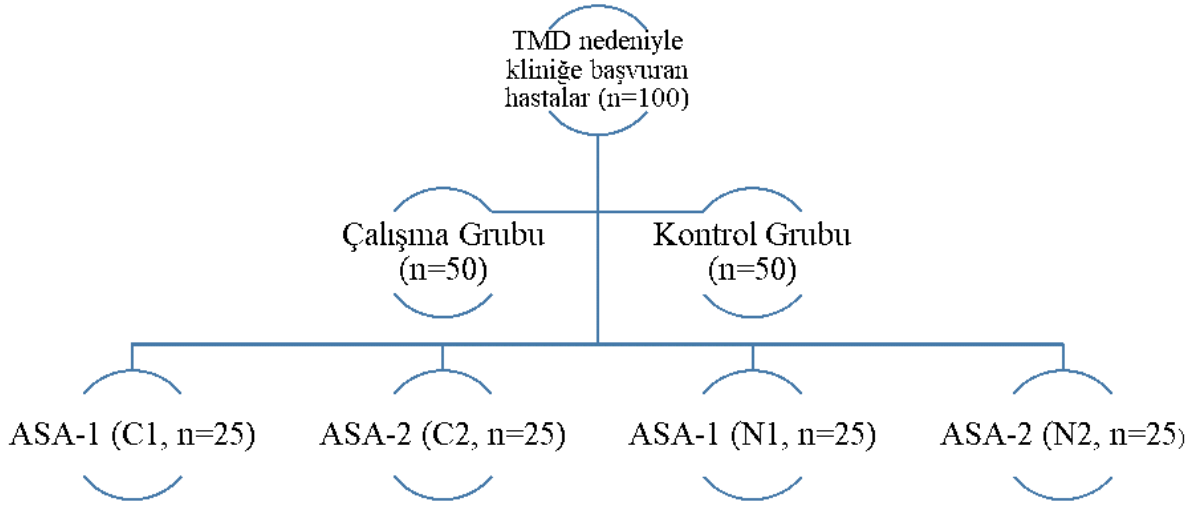 TMD nedeniyle
kliniğe başvuran
hastalar (n=100)
Çalışma Grubu
(n=50)
Kontrol Grubu
(n=50)
ASA-1 (C1, n=25)
ASA-2 (C2, n=25)
ASA-1 (N1, n=25)
ASA-2 (N2, n=25)